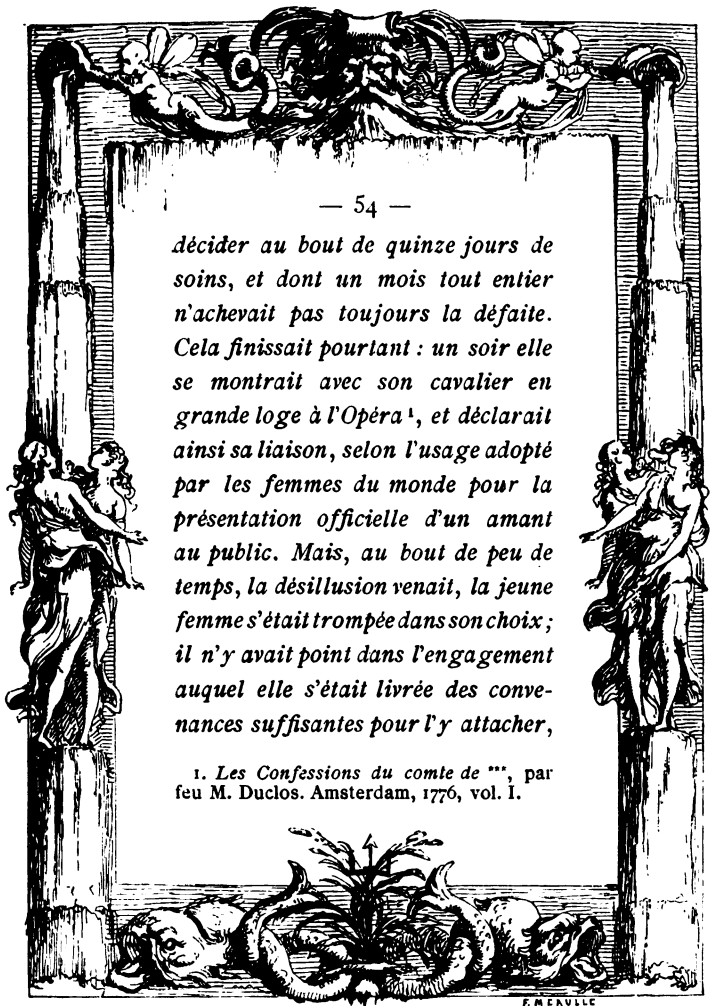 — 54 —
décider au bout de quinze jours de
soins, et dont un mois tout entier
n'achevait pas toujours la défaite.
Cela finissait pourtant : un soir elle
se montrait avec son cavalier en
grande loge à l'Opéra¹, et déclarait
ainsi sa liaison, selon l'usage adopté
par les femmes du monde pour la
présentation officielle d'un amant
au public. Mais, au bout de peu de
temps, la désillusion venait, la jeune
femme s'était trompée dans son choix ;
il n'y avait point dans l'engagement
auquel elle s'était livrée des conve-
nances suffisantes pour l'y attacher,
1. Les Confessions du comte de ***, par
feu M. Duclos. Amsterdam, 1776, vol. I.